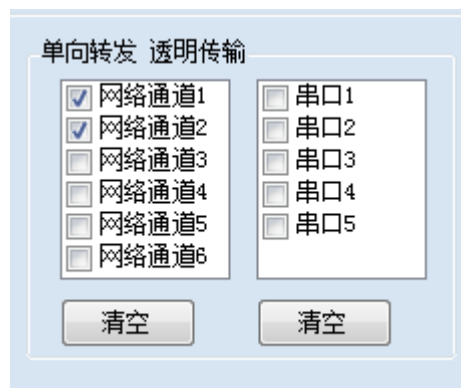 单向转发 透明传输
网络通道1
网络通道2
网络通道3
网络通道4
网络通道5
网络通道6
清空
串口1
串口2
串口3
串口4
串口5
清空